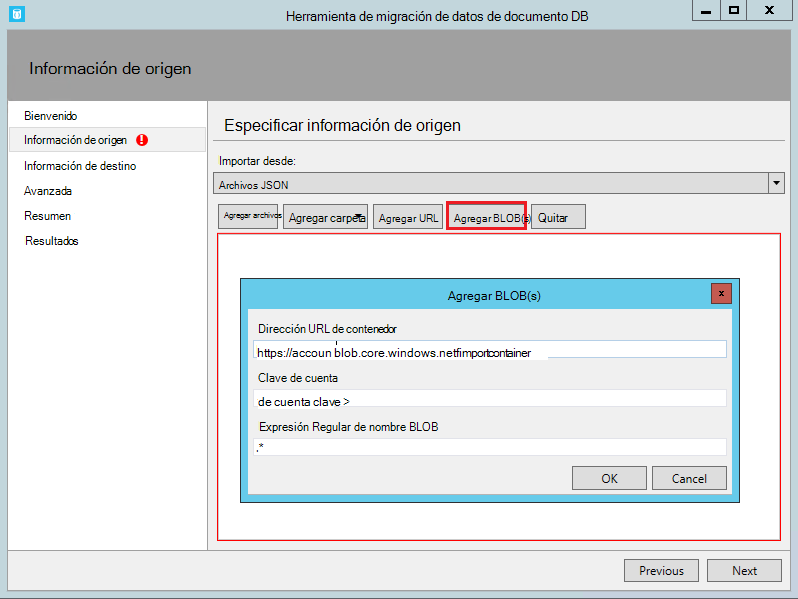 Herramienta de migración de datos de documento DB
Información de origen
Bienvenido
Información de origen
Información de destino
Avanzada
Resumen
Resultados
Especificar información de origen
Importar desde:
Archivos JSON
Agregar archivos Agregar carpeta Agregar URL Agregar BLOB(s) Quitar
Agregar BLOB(s)
x
Dirección URL de contenedor
https://accoun blob.core.windows.netfimportcontainer
Clave de cuenta
de cuenta clave >
Expresión Regular de nombre BLOB
.*
OK Cancel
Previous Next